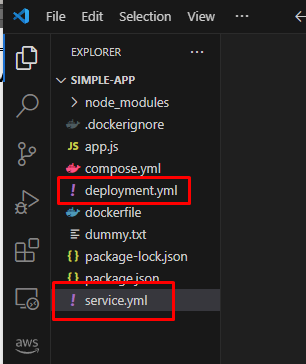 File Edit Selection View
EXPLORER
SIMPLE-APP
node_modules
.dockerignore
app.js
compose.yml
! deployment.yml
dockerfile
dummy.txt
{} package-lock.json
{} package.json
! service.yml
aws